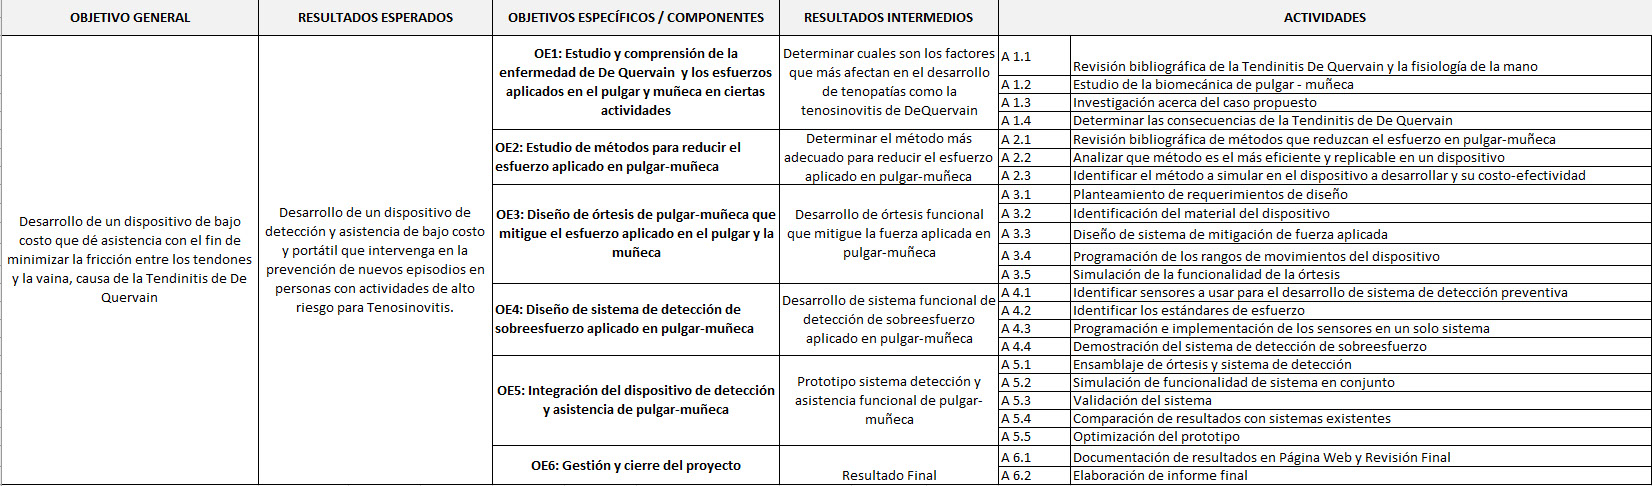 OBJETIVO GENERAL
RESULTADOS ESPERADOS
OBJETIVOS ESPECÍFICOS / COMPONENTES
RESULTADOS INTERMEDIOS
ACTIVIDADES
Desarrollo de un dispositivo de bajo
costo que dé asistencia con el fin de
minimizar la fricción entre los tendones
y la vaina, causa de la Tendinitis de De
Quervain
Desarrollo de un dispositivo de
detección y asistencia de bajo costo
y portátil que intervenga en la
prevención de nuevos episodios en
personas con actividades de alto
riesgo para Tenosinovitis.
OE1: Estudio y comprensión de la
enfermedad de De Quervain y los esfuerzos
aplicados en el pulgar y muñeca en ciertas
actividades
Determinar cuales son los factores
que más afectan en el desarrollo
de tenopatías como la
tenosinovitis de DeQuervain
A 1.1 Revisión bibliográfica de la Tendinitis De Quervain y la fisiología de la mano
A 1.2 Estudio de la biomecánica de pulgar - muñeca
A 1.3 Investigación acerca del caso propuesto
A 1.4 Determinar las consecuencias de la Tendinitis de De Quervain
OE2: Estudio de métodos para reducir el
esfuerzo aplicado en pulgar-muñeca
Determinar el método más
adecuado para reducir el esfuerzo
aplicado en pulgar-muñeca
A 2.1 Revisión bibliográfica de métodos que reduzcan el esfuerzo en pulgar-muñeca
A 2.2 Analizar que método es el más eficiente y replicable en un dispositivo
A 2.3 Identificar el método a simular en el dispositivo a desarrollar y su costo-efectividad
OE3: Diseño de órtesis de pulgar-muñeca que
mitigue el esfuerzo aplicado en el pulgar y la
muñeca
Desarrollo de órtesis funcional
que mitigue la fuerza aplicada en
pulgar-muñeca
A 3.1 Planteamiento de requerimientos de diseño
A 3.2 Identificación del material del dispositivo
A 3.3 Diseño de sistema de mitigación de fuerza aplicada
A 3.4 Programación de los rangos de movimientos del dispositivo
A 3.5 Simulación de la funcionalidad de la órtesis
OE4: Diseño de sistema de detección de
sobreesfuerzo aplicado en pulgar-muñeca
Desarrollo de sistema funcional de
detección de sobreesfuerzo
aplicado en pulgar-muñeca
A 4.1 Identificar sensores a usar para el desarrollo de sistema de detección preventiva
A 4.2 Identificar los estándares de esfuerzo
A 4.3 Programación e implementación de los sensores en un solo sistema
A 4.4 Demostración del sistema de detección de sobreesfuerzo
OE5: Integración del dispositivo de detección
y asistencia de pulgar-muñeca
Prototipo sistema detección y
asistencia funcional de pulgar-
muñeca
A 5.1 Ensamblaje de órtesis y sistema de detección
A 5.2 Simulación de funcionalidad de sistema en conjunto
A 5.3 Validación del sistema
A 5.4 Comparación de resultados con sistemas existentes
A 5.5 Optimización del prototipo
OE6: Gestión y cierre del proyecto
Resultado Final
A 6.1 Documentación de resultados en Página Web y Revisión Final
A 6.2 Elaboración de informe final